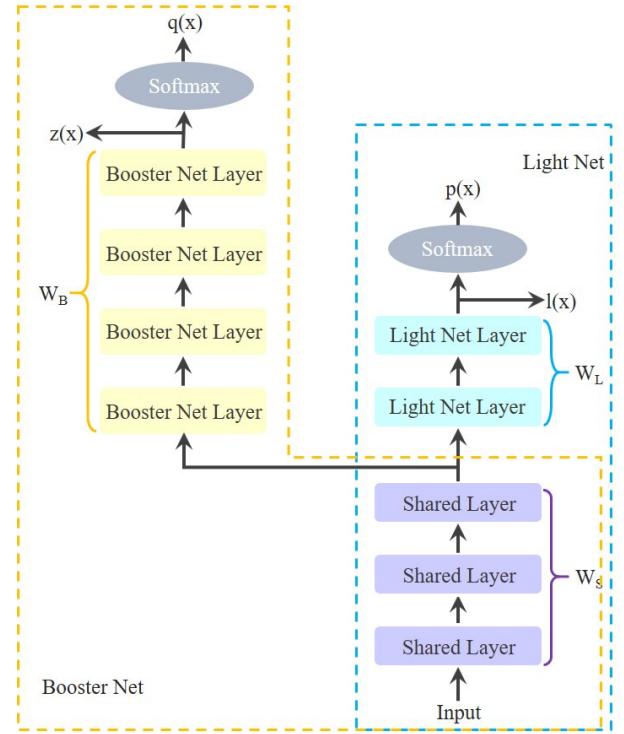 q(x)
Softmax
z(x)
Booster Net Layer
Booster Net Layer
W_B
Booster Net Layer
Booster Net Layer
Booster Net
Light Net
p(x)
Softmax
l(x)
Light Net Layer
W_L
Light Net Layer
Shared Layer
Shared Layer
W_S
Shared Layer
Input